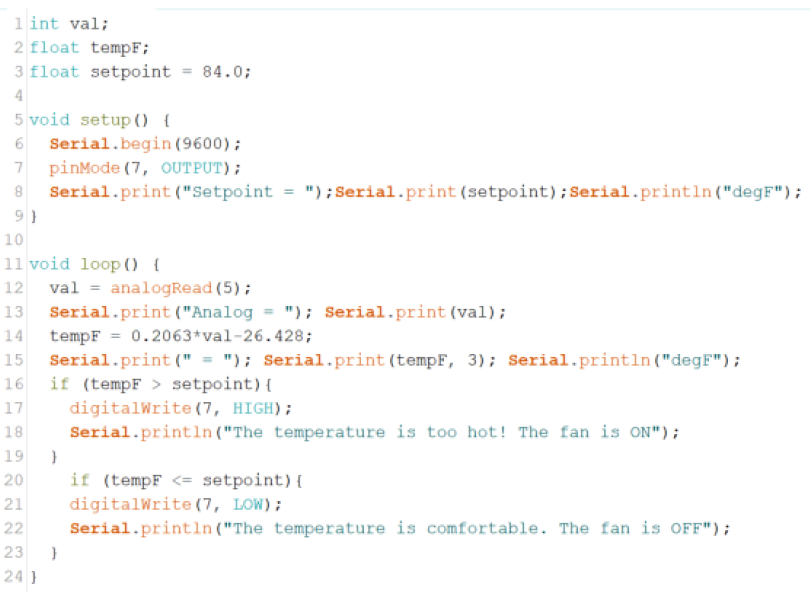 1 int val;
2 float tempF;
3 float setpoint = 84.0;
4
5 void setup() {
6   Serial.begin(9600);
7   pinMode(7, OUTPUT);
8   Serial.print("Setpoint = ");Serial.print(setpoint);Serial.println("degF");
9 }
10
11 void loop() {
12   val = analogRead(5);
13   Serial.print("Analog = "); Serial.print(val);
14   tempF = 0.2063*val-26.428;
15   Serial.print(" = "); Serial.print(tempF, 3); Serial.println("degF");
16   if (tempF > setpoint){
17     digitalWrite(7, HIGH);
18     Serial.println("The temperature is too hot! The fan is ON");
19   }
20     if (tempF <= setpoint){
21     digitalWrite(7, LOW);
22     Serial.println("The temperature is comfortable. The fan is OFF");
23   }
24 }